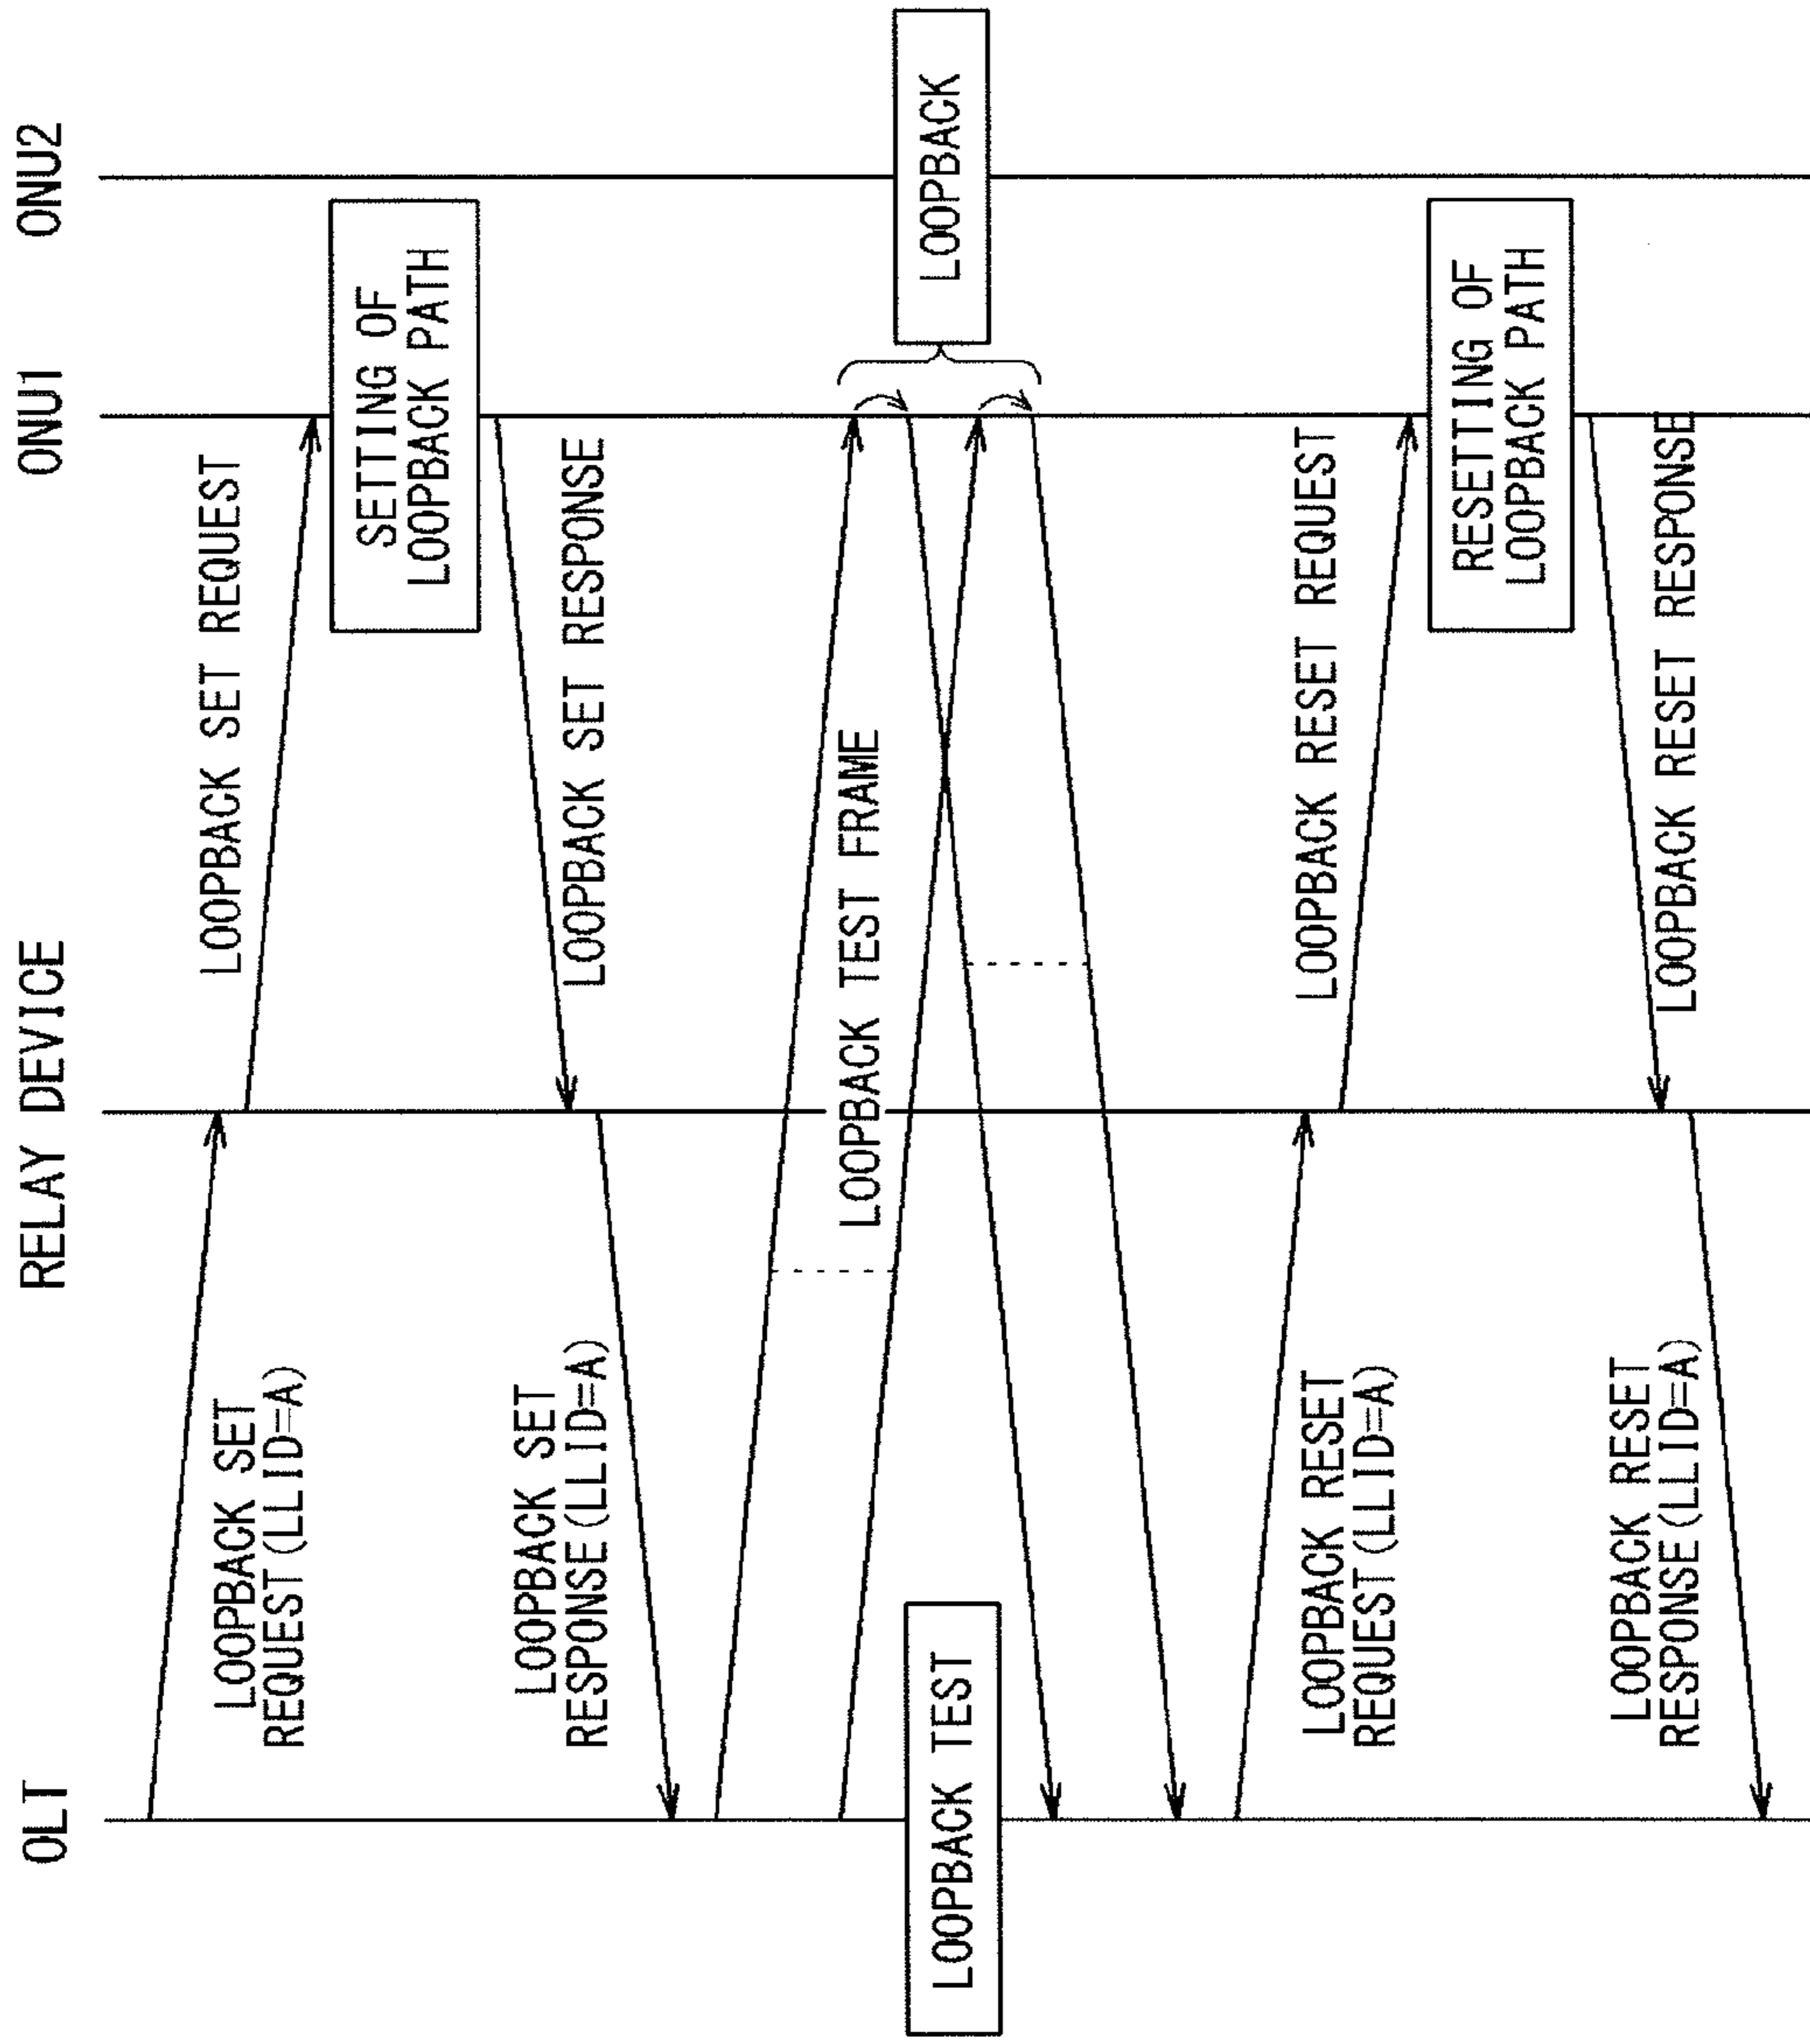 OLT
RELAY DEVICE
ONU1
ONU2
LOOPBACK SET REQUEST
LOOPBACK SET
REQUEST(LLID=A)
SETTING OF
LOOPBACK PATH
LOOPBACK SET RESPONSE
LOOPBACK SET
RESPONSE(LLID=A)
LOOPBACK TEST FRAME
LOOPBACK
LOOPBACK TEST
LOOPBACK RESET REQUEST
LOOPBACK RESET
REQUEST(LLID=A)
RESETTING OF
LOOPBACK PATH
LOOPBACK RESET RESPONSE
LOOPBACK RESET
RESPONSE(LLID=A)